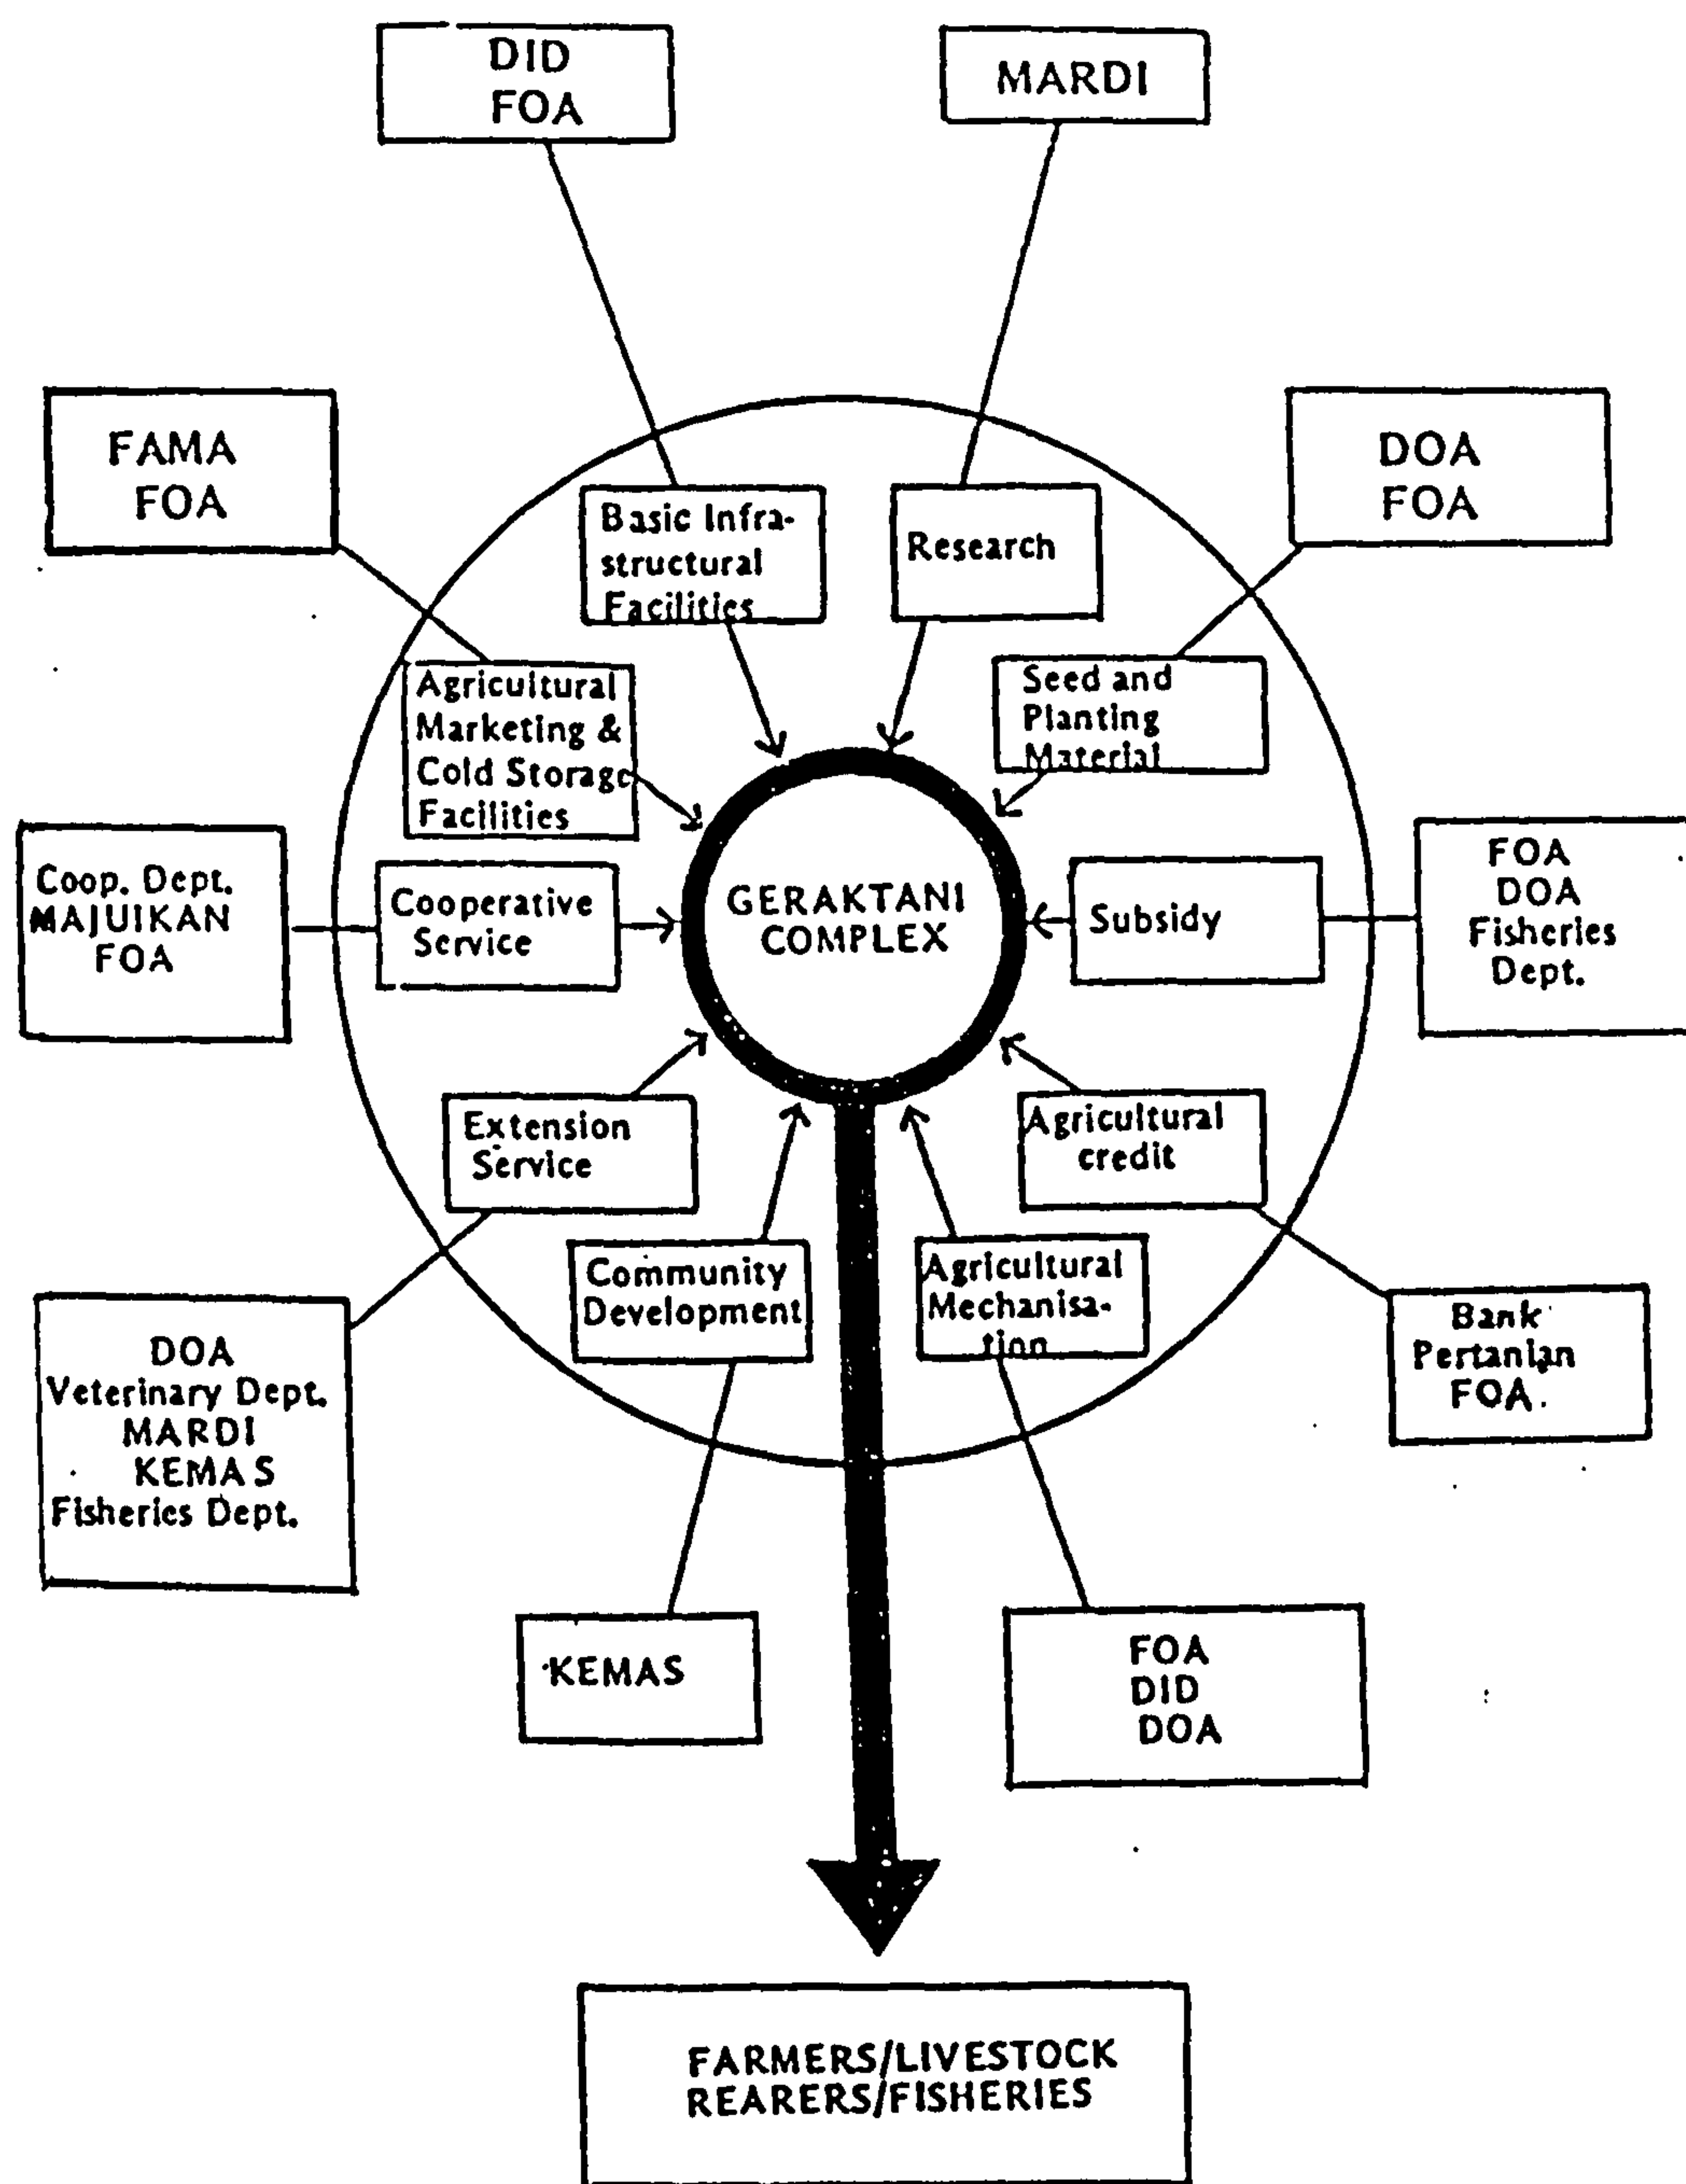 DID
FOA
MARDI
FAMA
FOA
DOA
FOA
Basic Infra-
structural
Facilities
Research
Agricultural
Marketing &
Cold Storage
Facilities
Seed and
Planting
Material
Coop. Dept.
MAJUIKAN
FOA
Cooperative
Service
GERAKTANI
COMPLEX
Subsidy
FOA
DOA
Fisheries
Dept.
Extension
Service
Agricultural
credit
Community
Development
Agricultural
Mechanisa-
tion
DOA
Veterinary Dept.
MARDI
KEMAS
Fisheries Dept.
Bank
Pertanian
FOA.
KEMAS
FOA
DID
DOA
FARMERS/LIVESTOCK
REARERS/FISHERIES